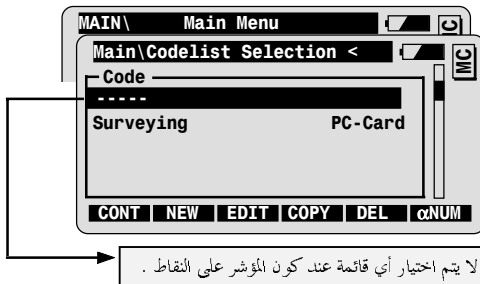 MAIN\ Main Menu
MC
Main\Codelist Selection <
MC
Code
-----
Surveying PC-Card
CONT NEW EDIT COPY DEL αNUM
لا يتم اختيار أي قائمة عند كون المؤشر على النقاط .